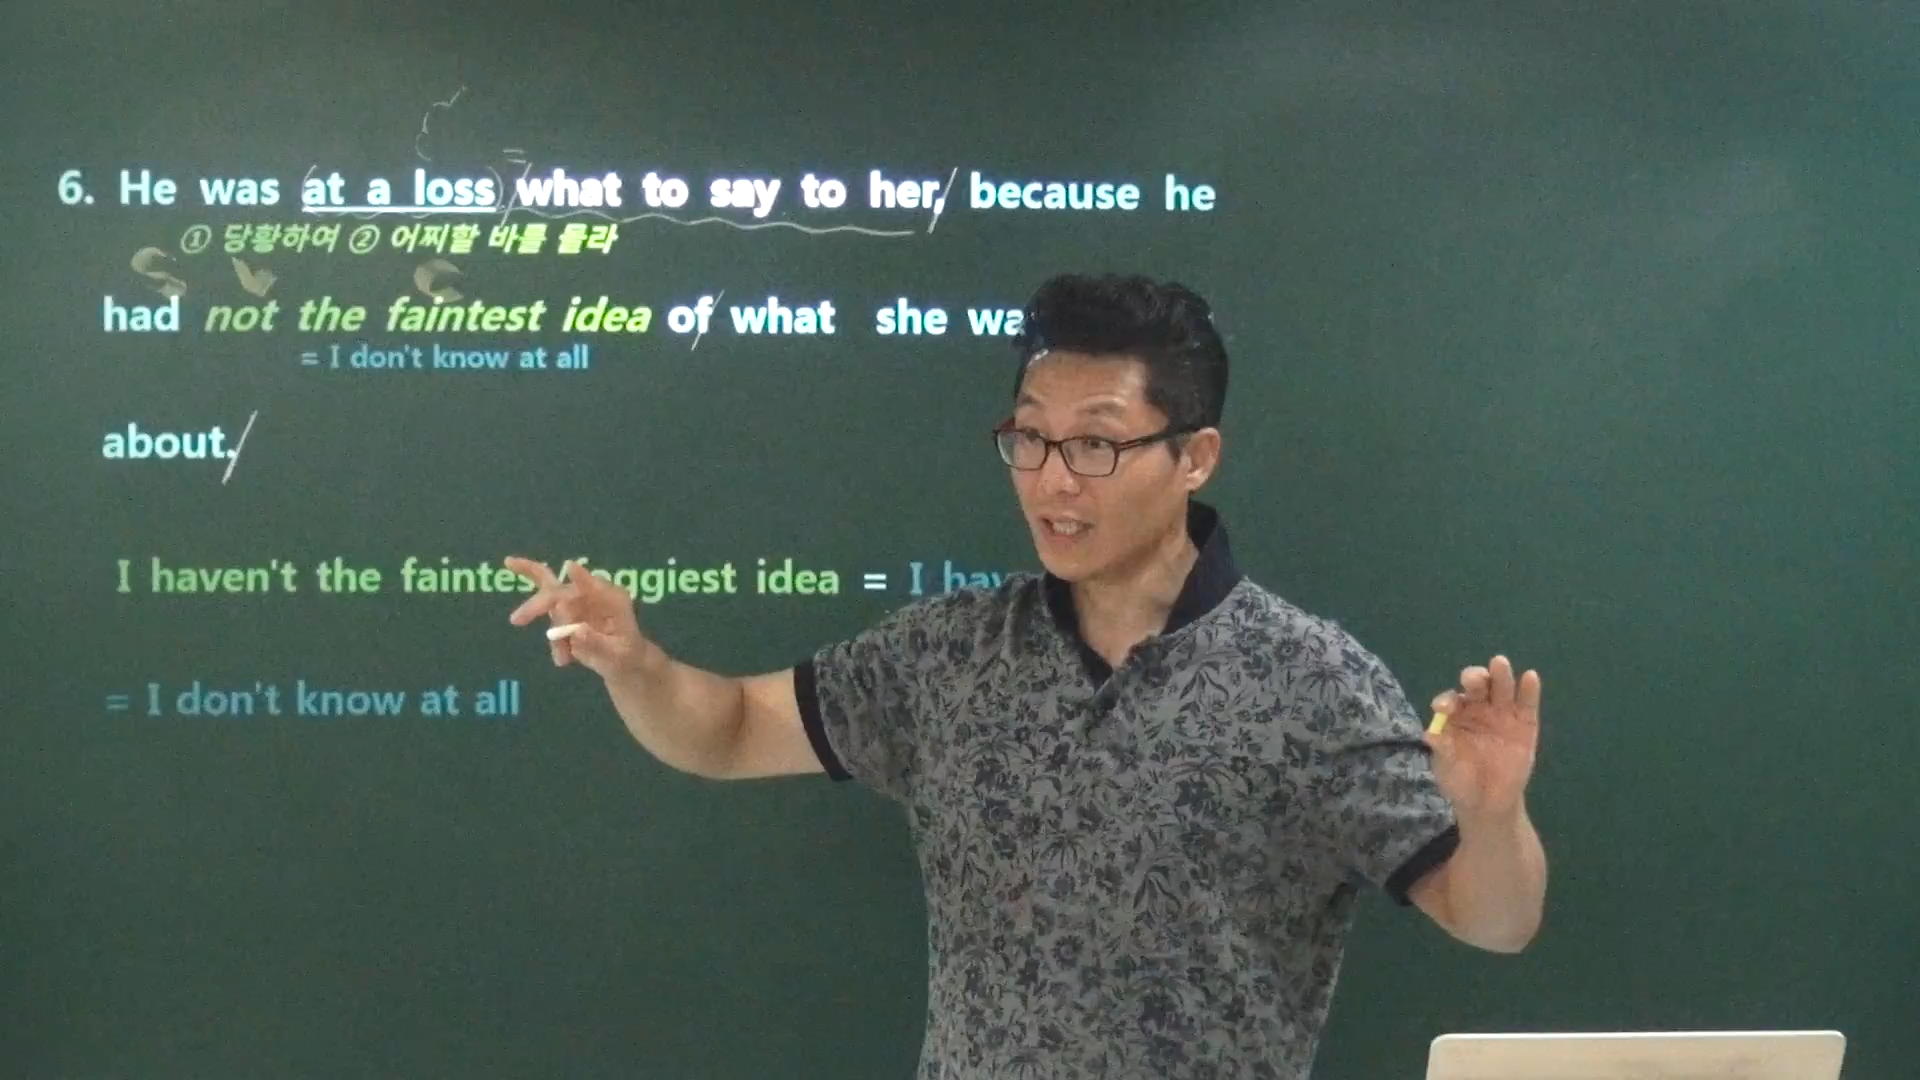 6. He was at a loss what to say to her, because he
① 당황하여 ② 어찌할 바를 몰라
S V C
had not the faintest idea of what she wa
= I don't know at all
about.
I haven't the faintes /foggiest idea = I hav
= I don't know at all